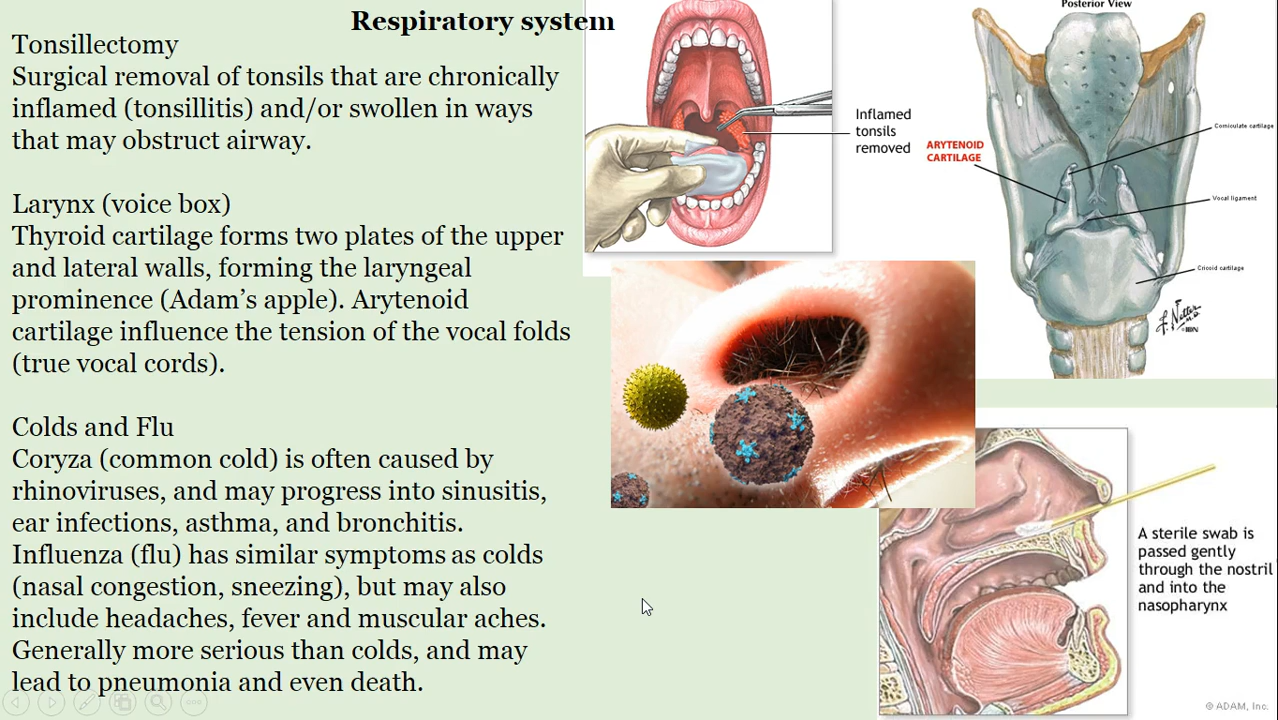 Respiratory system
Tonsillectomy
Surgical removal of tonsils that are chronically
inflamed (tonsillitis) and/or swollen in ways
that may obstruct airway.
Larynx (voice box)
Thyroid cartilage forms two plates of the upper
and lateral walls, forming the laryngeal
prominence (Adam’s apple). Arytenoid
cartilage influence the tension of the vocal folds
(true vocal cords).
Colds and Flu
Coryza (common cold) is often caused by
rhinoviruses, and may progress into sinusitis,
ear infections, asthma, and bronchitis.
Influenza (flu) has similar symptoms as colds
(nasal congestion, sneezing), but may also
include headaches, fever and muscular aches.
Generally more serious than colds, and may
lead to pneumonia and even death.
Inflamed
tonsils
removed
Posterior View
ARYTENOID
CARTILAGE
Corniculate cartilage
Vocal ligament
Cricoid cartilage
F. Netter
M.D.
A sterile swab is
passed gently
through the nostril
and into the
nasopharynx
© ADAM, Inc.